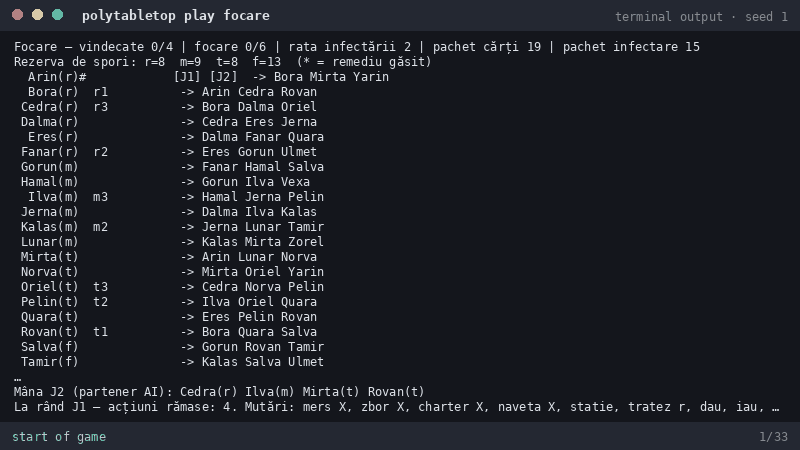 polytabletop play focare
terminal output · seed 1
Focare — vindecate 0/4 | focare 0/6 | rata infectării 2 | pachet cărți 19 | pachet infectare 15
Rezerva de spori: r=8  m=9  t=8  f=13  (* = remediu găsit)
Arin(r)#            [J1] [J2]  -> Bora Mirta Yarin
Bora(r)  r1          -> Arin Cedra Rovan
Cedra(r)  r3          -> Bora Dalma Oriel
Dalma(r)              -> Cedra Eres Jerna
Eres(r)              -> Dalma Fanar Quara
Fanar(r)  r2          -> Eres Gorun Ulmet
Gorun(m)              -> Fanar Hamal Salva
Hamal(m)              -> Gorun Ilva Vexa
Ilva(m)  m3          -> Hamal Jerna Pelin
Jerna(m)              -> Dalma Ilva Kalas
Kalas(m)  m2          -> Jerna Lunar Tamir
Lunar(m)              -> Kalas Mirta Zorel
Mirta(t)              -> Arin Lunar Norva
Norva(t)              -> Mirta Oriel Yarin
Oriel(t)  t3          -> Cedra Norva Pelin
Pelin(t)  t2          -> Ilva Oriel Quara
Quara(t)              -> Eres Pelin Rovan
Rovan(t)  t1          -> Bora Quara Salva
Salva(f)              -> Gorun Rovan Tamir
Tamir(f)              -> Kalas Salva Ulmet
…
Mâna J2 (partener AI): Cedra(r) Ilva(m) Mirta(t) Rovan(t)
La rând J1 — acțiuni rămase: 4. Mutări: mers X, zbor X, charter X, naveta X, statie, tratez r, dau, iau, …
start of game
1/33